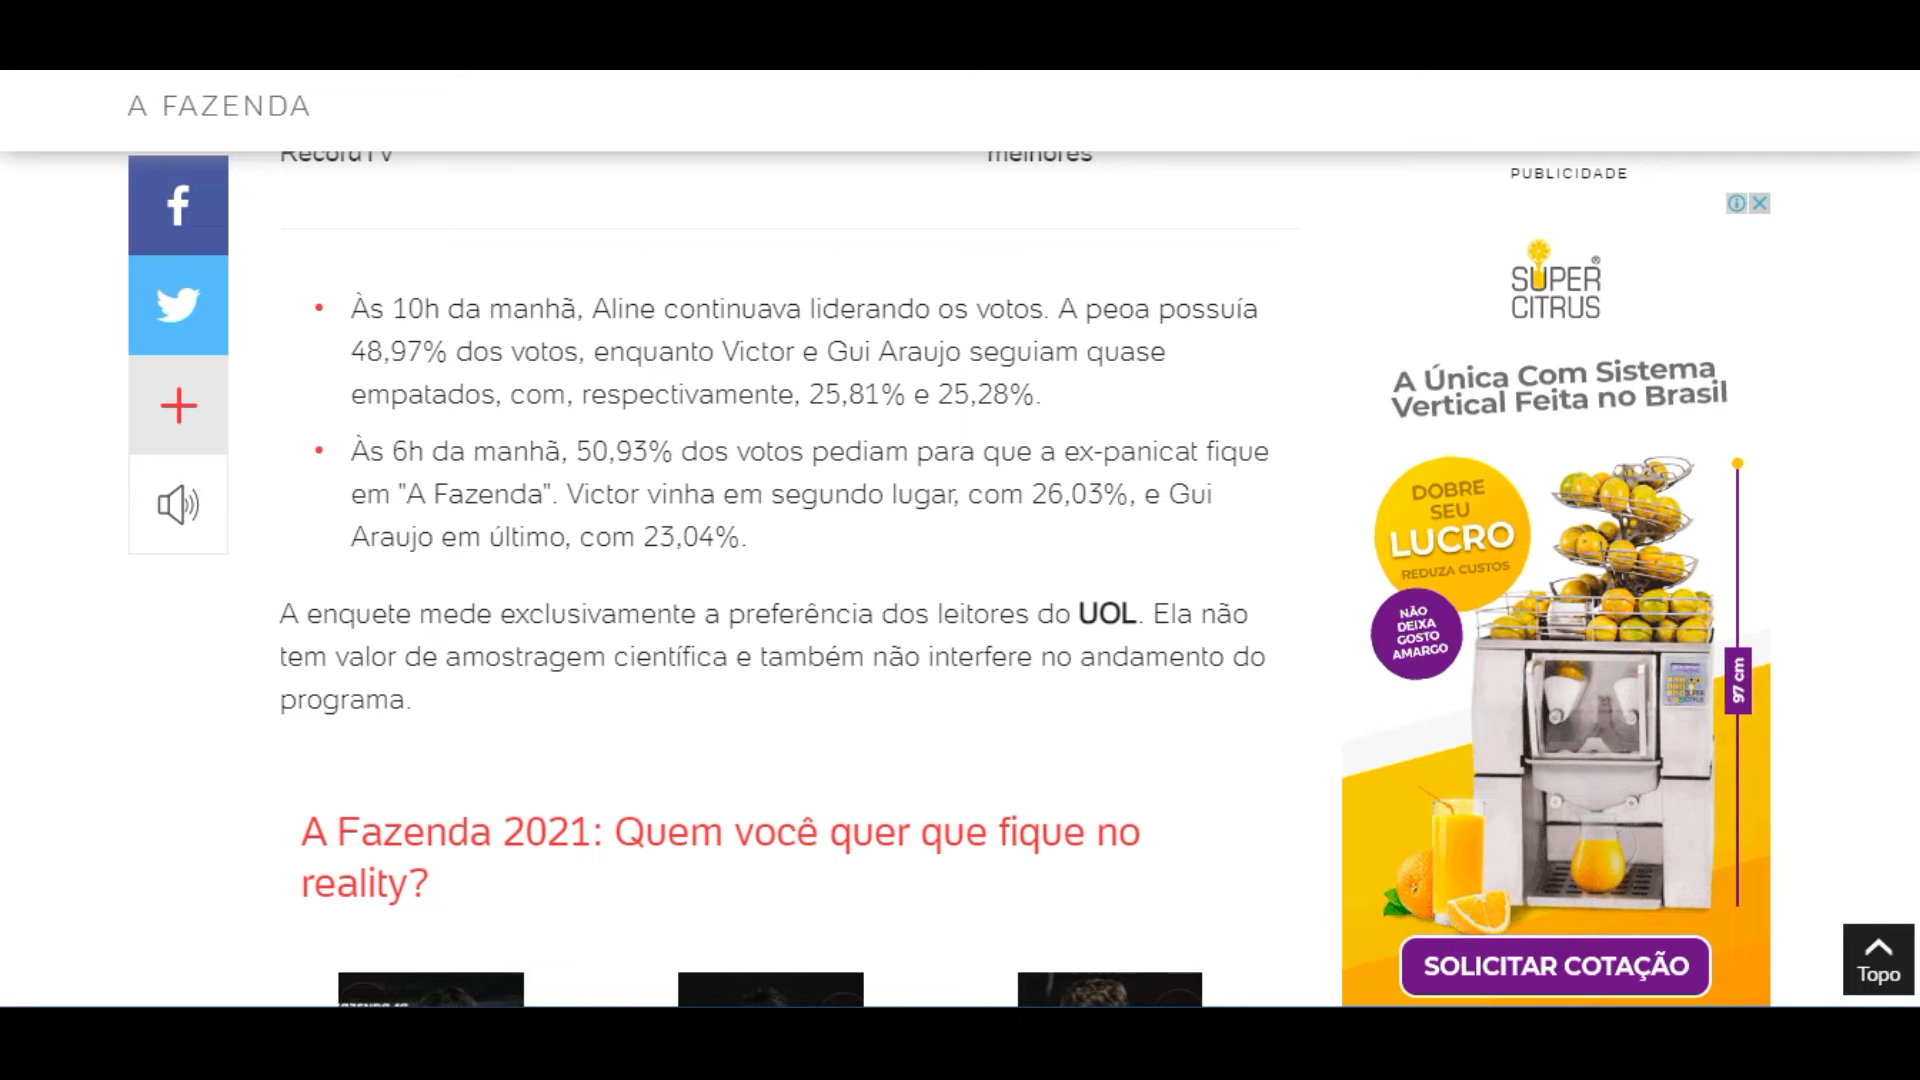 A FAZENDA
RecordTV
melhores
PUBLICIDADE
Às 10h da manhã, Aline continuava liderando os votos. A peoa possuía
48,97% dos votos, enquanto Victor e Gui Araujo seguiam quase
empatados, com, respectivamente, 25,81% e 25,28%.
Às 6h da manhã, 50,93% dos votos pediam para que a ex-panicat fique
em "A Fazenda". Victor vinha em segundo lugar, com 26,03%, e Gui
Araujo em último, com 23,04%.
A enquete mede exclusivamente a preferência dos leitores do UOL. Ela não
tem valor de amostragem científica e também não interfere no andamento do
programa.
A Fazenda 2021: Quem você quer que fique no
reality?
SUPER
CITRUS
®
A Única Com Sistema
Vertical Feita no Brasil
DOBRE
SEU
LUCRO
REDUZA CUSTOS
NÃO
DEIXA
GOSTO
AMARGO
97 cm
SOLICITAR COTAÇÃO
Topo